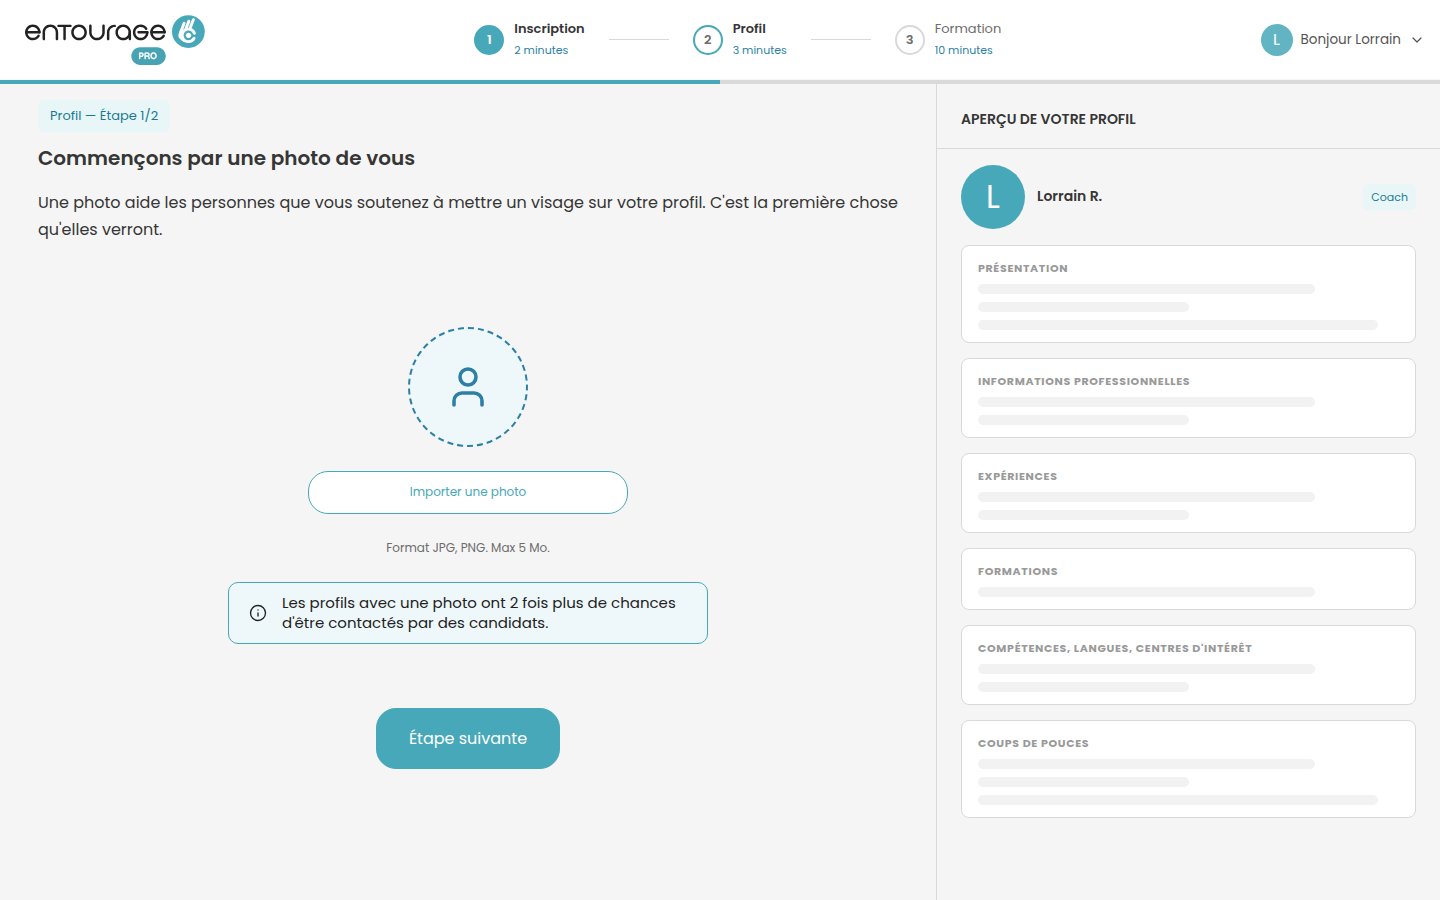 entourage
PRO
1
Inscription
2 minutes
2
Profil
3 minutes
3
Formation
10 minutes
L
Bonjour Lorrain
Profil — Étape 1/2
Commençons par une photo de vous
Une photo aide les personnes que vous soutenez à mettre un visage sur votre profil. C'est la première chose
qu'elles verront.
Importer une photo
Format JPG, PNG. Max 5 Mo.
Les profils avec une photo ont 2 fois plus de chances
d'être contactés par des candidats.
Étape suivante
APERÇU DE VOTRE PROFIL
L
Lorrain R.
Coach
PRÉSENTATION
INFORMATIONS PROFESSIONNELLES
EXPÉRIENCES
FORMATIONS
COMPÉTENCES, LANGUES, CENTRES D'INTÉRÊT
COUPS DE POUCES